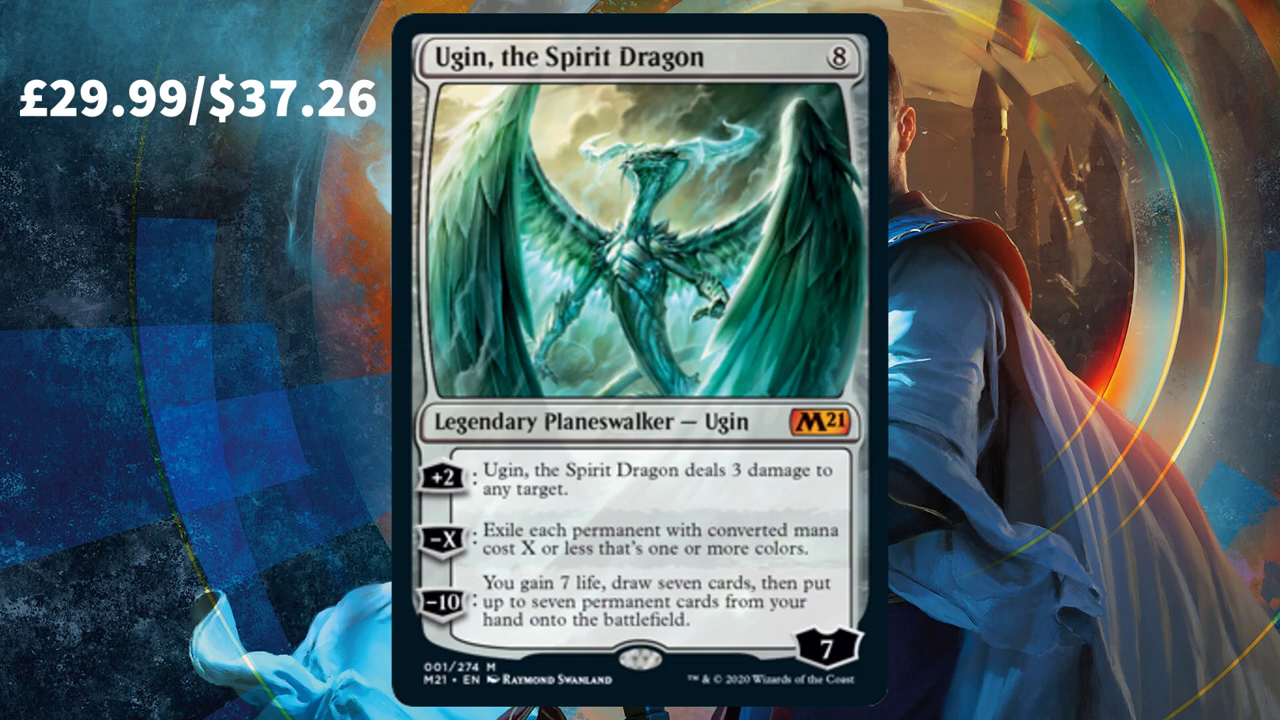 £29.99/$37.26
Ugin, the Spirit Dragon 8
Legendary Planeswalker — Ugin M21
+2: Ugin, the Spirit Dragon deals 3 damage to
any target.
-X: Exile each permanent with converted mana
cost X or less that's one or more colors.
You gain 7 life, draw seven cards, then put
-10: up to seven permanent cards from your
hand onto the battlefield.
7
001/274 M
M21 • EN Raymond Swanland ™ & © 2020 Wizards of the Coast